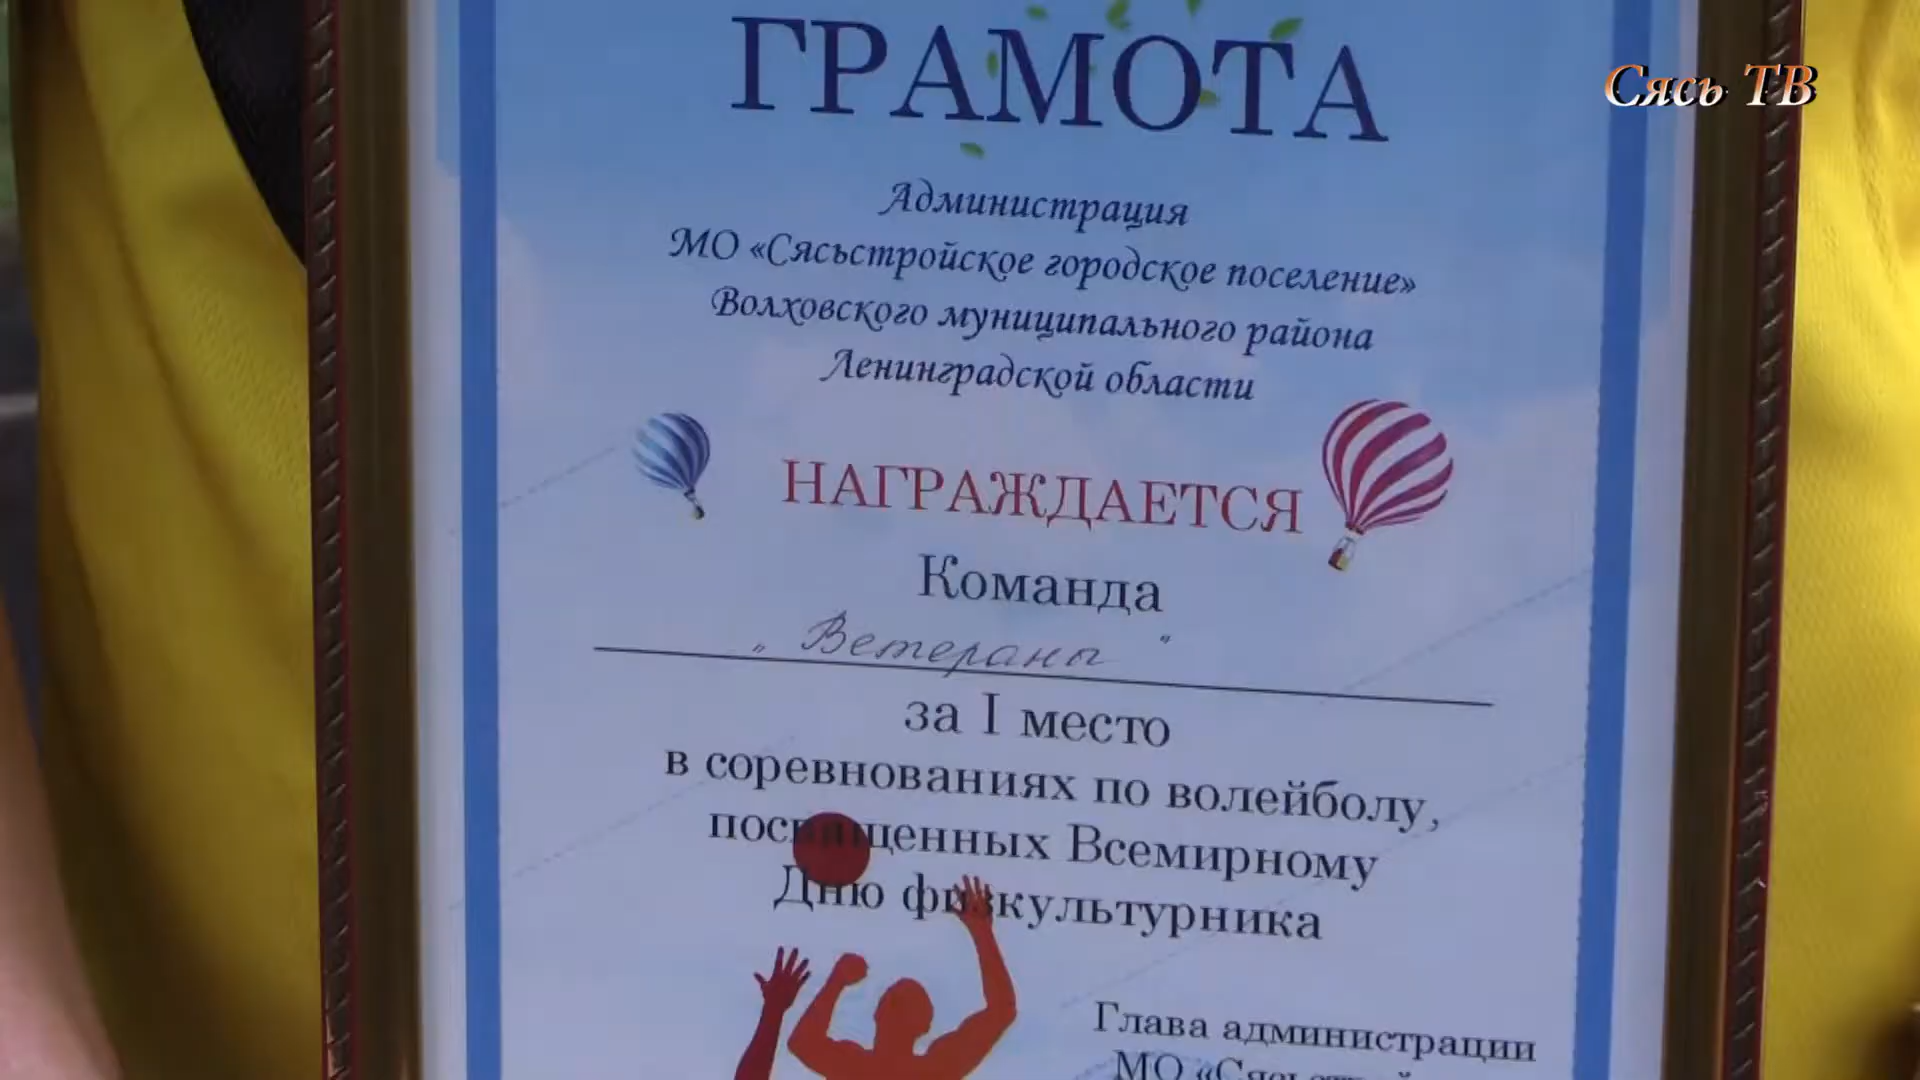 ГРАМОТА
Сясь ТВ
Администрация
МО «Сясьстройское городское поселение»
Волховского муниципального района
Ленинградской области
НАГРАЖДАЕТСЯ
Команда
„Ветераны"
за I место
в соревнованиях по волейболу,
посвященных Всемирному
Дню физкультурника
Глава администрации
МО